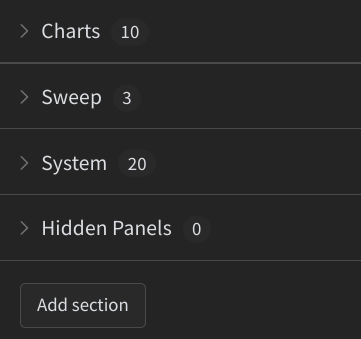 Charts 10
Sweep 3
System 20
Hidden Panels 0
Add section